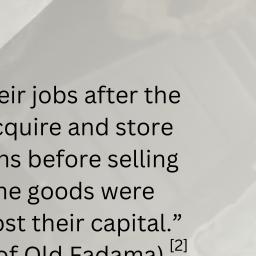 eir jobs after the
cquire and store
ns before selling
he goods were
ost their capital.”
of Old Fadama) [2]